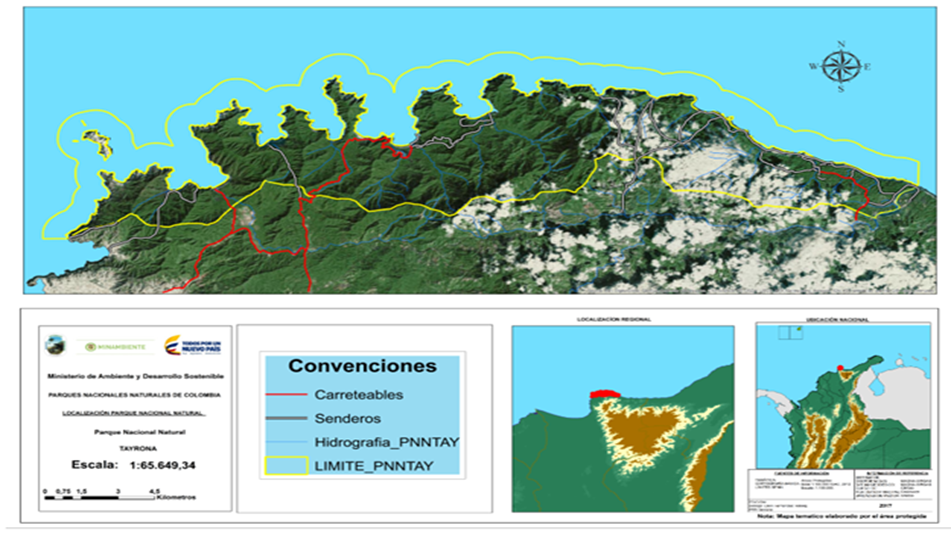 N
W E
S
MINAMBIENTE
TODOS POR UN
NUEVO PAÍS
Ministerio de Ambiente y Desarrollo Sostenible
PARQUES NACIONALES NATURALES DE COLOMBIA
LOCALIZACIÓN PARQUE NACIONAL NATURAL
Parque Nacional Natural
TAYRONA
Escala: 1:65.649,34
0 0,75 1,5 3 4,5
Kilometros
Convenciones
Carreteables
Senderos
Hidrografia_PNNTAY
LIMITE_PNNTAY
LOCALIZACION REGIONAL
UBICACIÓN NACIONAL
2017
Nota: Mapa tematico elaborado por el área protegida